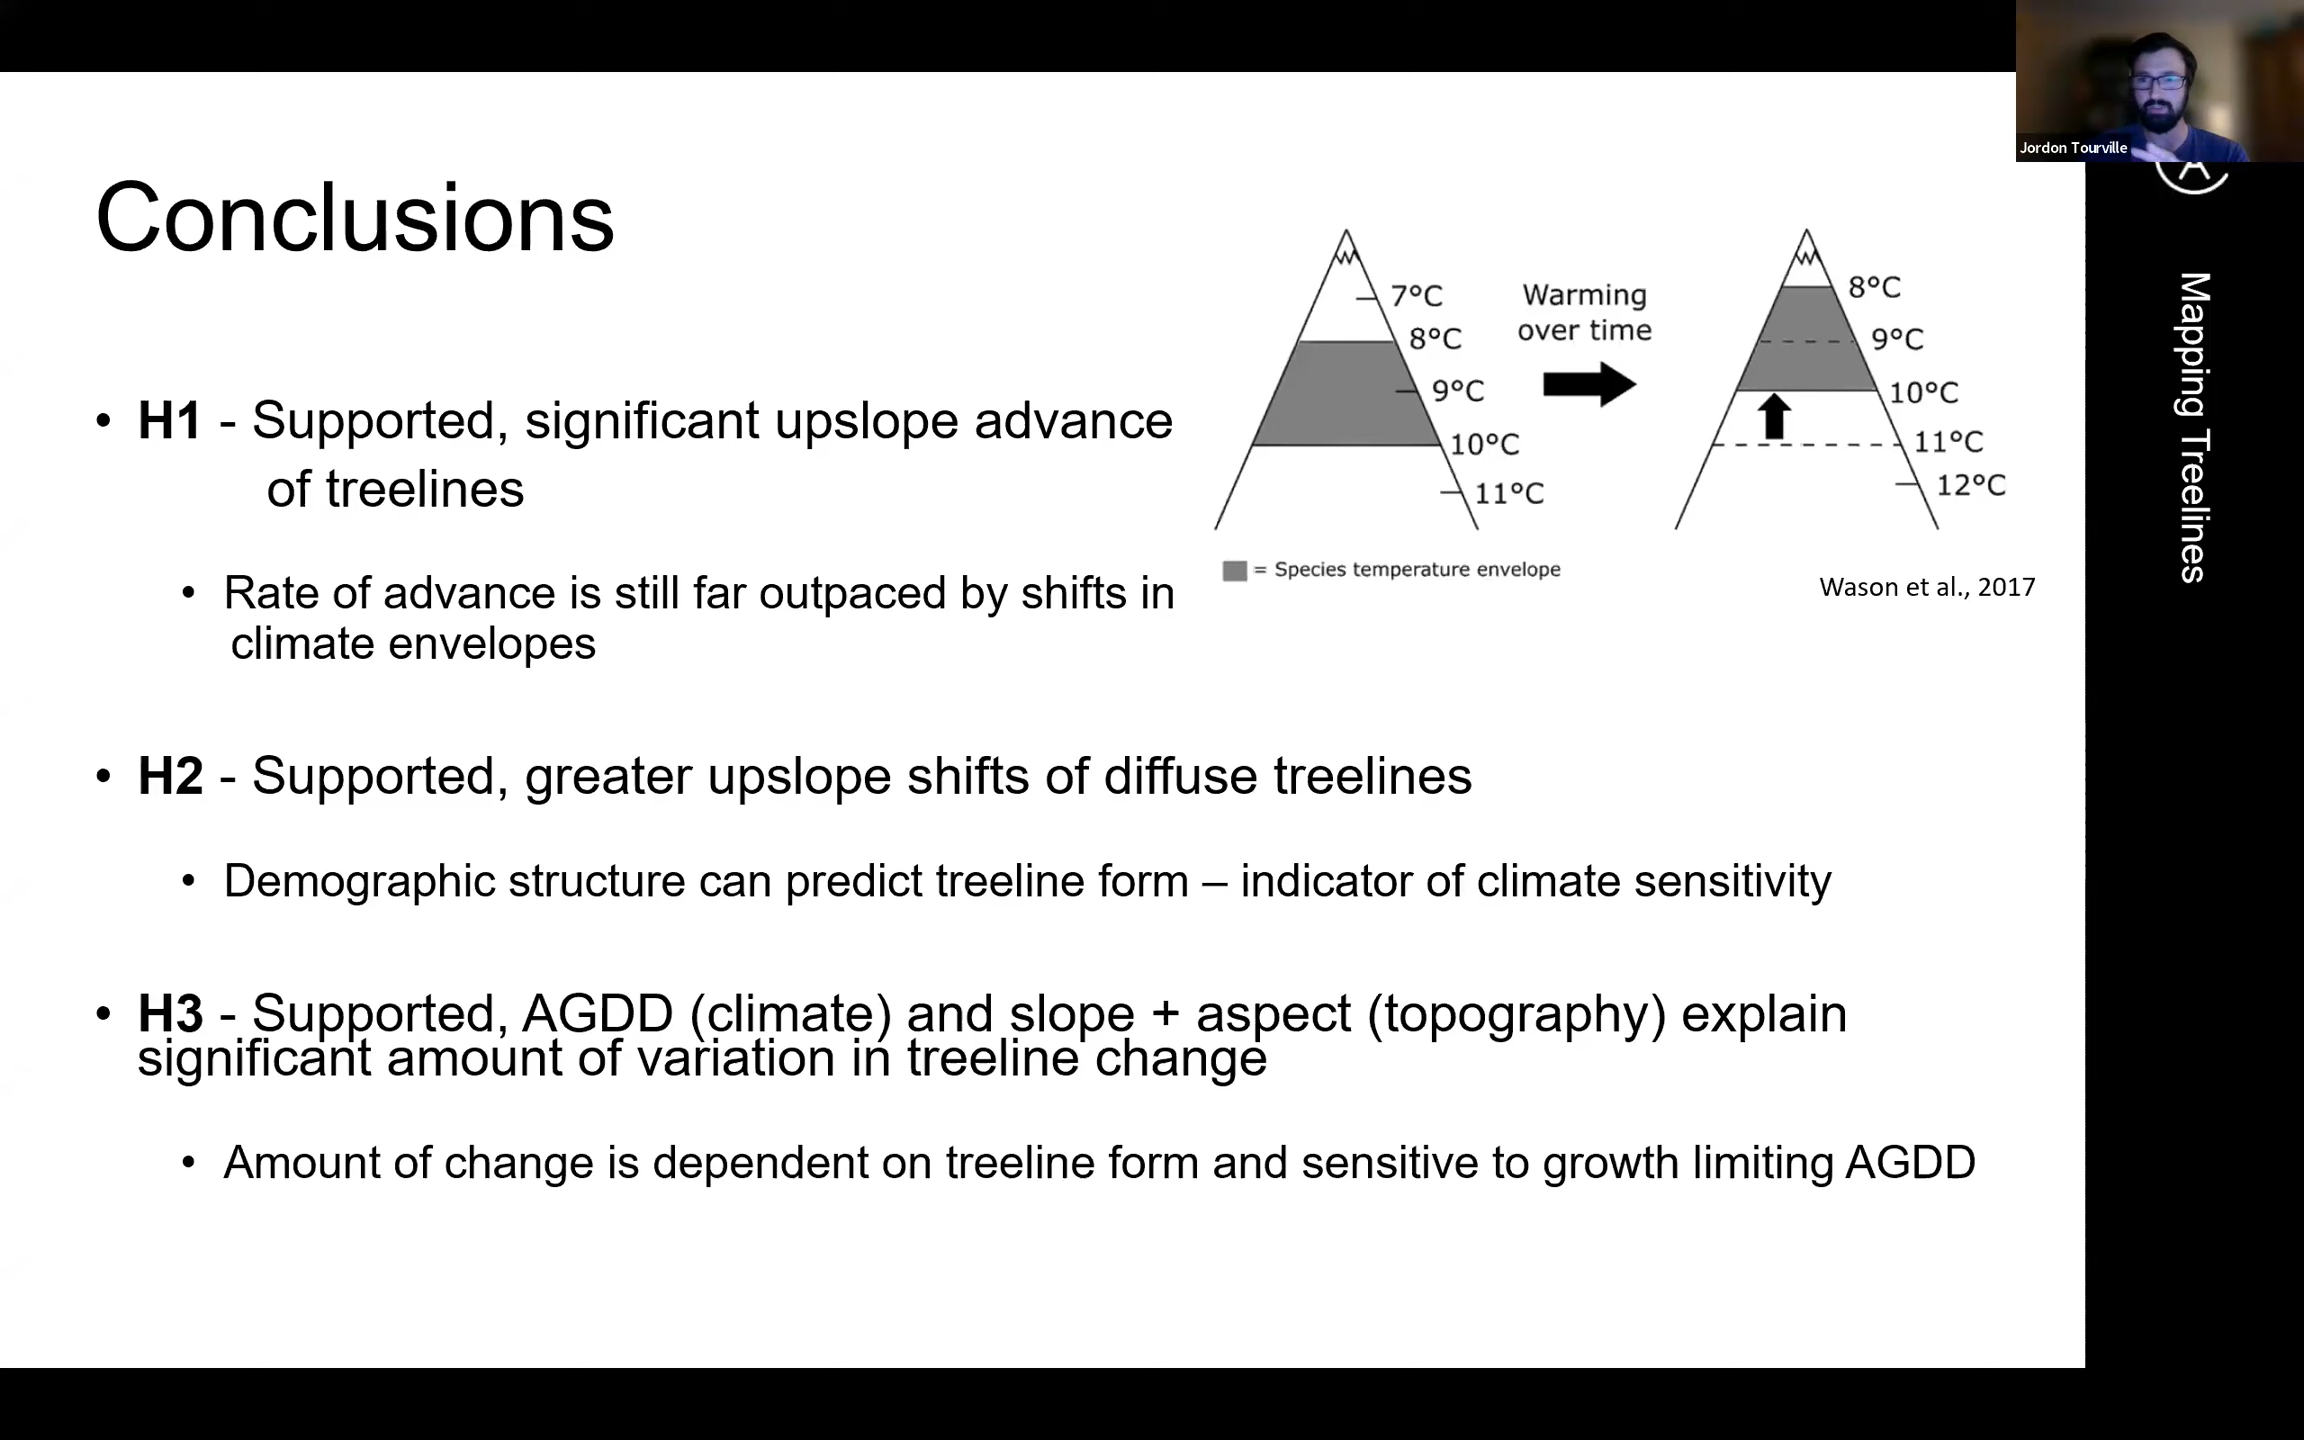 Jordon Tourville
Conclusions
• H1 - Supported, significant upslope advance
of treelines
• Rate of advance is still far outpaced by shifts in
climate envelopes
7°C
8°C
9°C
10°C
11°C
Warming
over time
8°C
9°C
10°C
11°C
12°C
= Species temperature envelope
Wason et al., 2017
• H2 - Supported, greater upslope shifts of diffuse treelines
• Demographic structure can predict treeline form – indicator of climate sensitivity
• H3 - Supported, AGDD (climate) and slope + aspect (topography) explain
significant amount of variation in treeline change
• Amount of change is dependent on treeline form and sensitive to growth limiting AGDD
Mapping Treelines